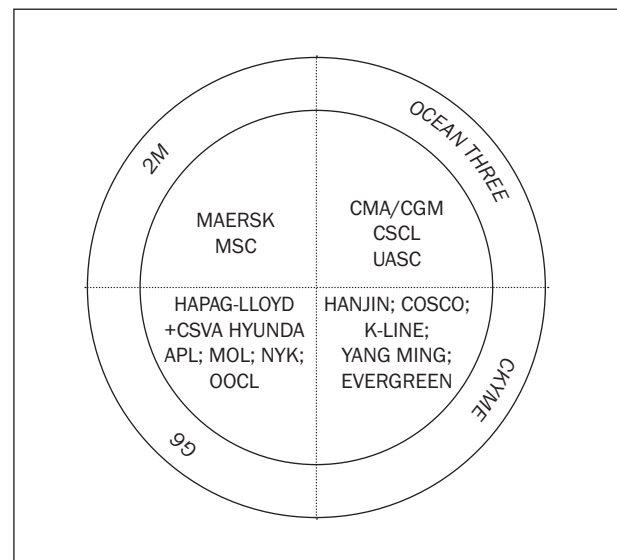 2M
OCEAN THREE
MAERSK
MSC
CMA/CGM
CSCL
UASC
HAPAG-LLOYD
+CSVA HYUNDA
APL; MOL; NYK;
OOCL
HANJIN; COSCO;
K-LINE;
YANG MING;
EVERGREEN
G6
CKYME